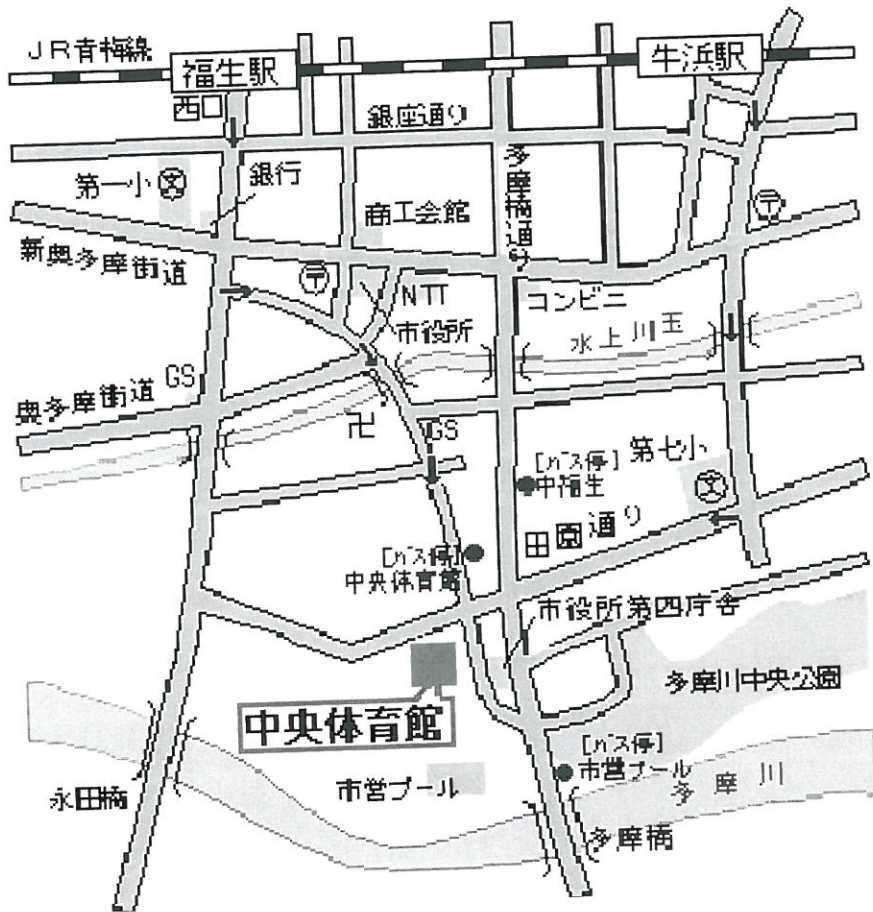 JR青梅線
福生駅
牛浜駅
西口
銀座通り
多摩橋通り
第一小
文
銀行
商工会館
〒
新奥多摩街道
〒
NTT
コンビニ
市役所
玉川上水
奥多摩街道
GS
卍
GS
[バス停]
中福生
第七小
文
田園通り
[バス停]
中央体育館
市役所第四庁舎
多摩川中央公園
中央体育館
[バス停]
市営プール
市営プール
多摩川
永田橋
多摩橋